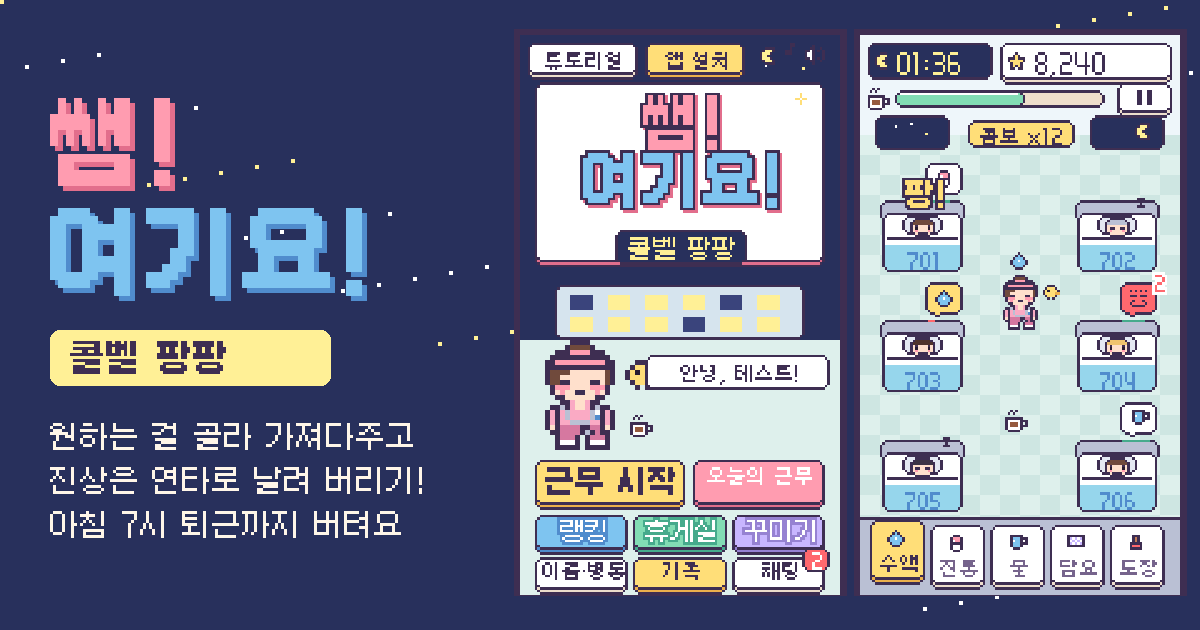 쌤!
여기요!
콜벨 팡팡
원하는 걸 골라 가져다주고
진상은 연타로 날려 버리기!
아침 7시 퇴근까지 버텨요
튜토리얼
앱 설치
쌤!
여기요!
콜벨 팡팡
안녕, 테스트!
근무 시작
오늘의 근무
랭킹
휴게실
꾸미기
이름·병동
기록
채팅
2
01:36
8,240
콤보 x12
팡!
701
702
2
703
704
705
706
수액
진통
물
담요
도장